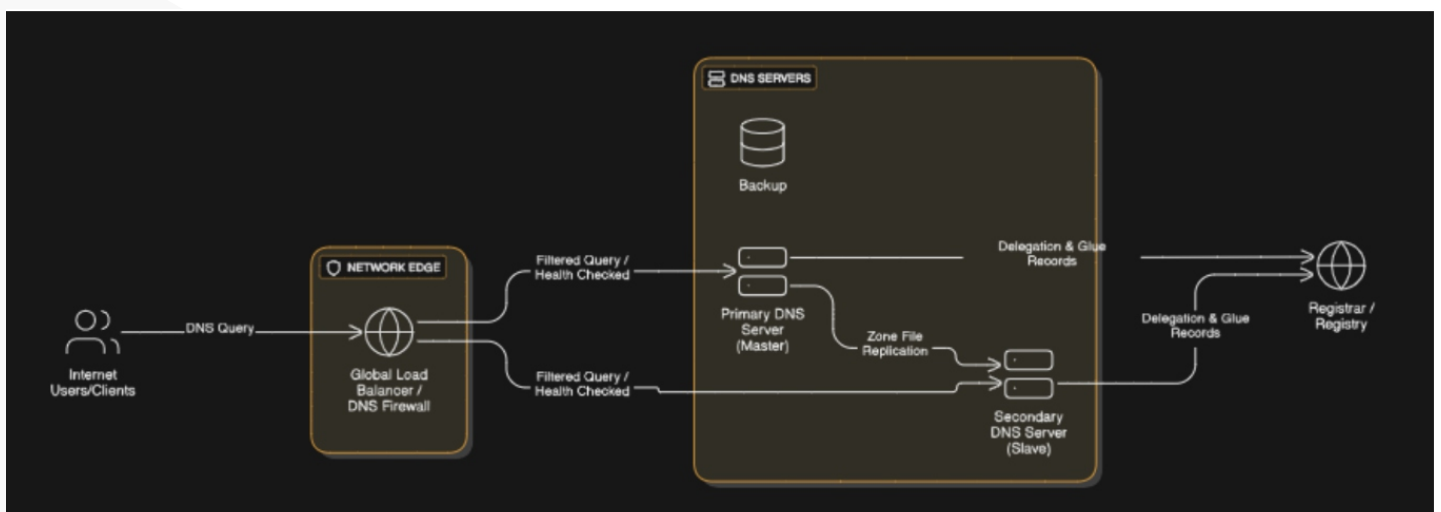 DNS SERVERS
Backup
Delegation & Glue
Records
Filtered Query /
Health Checked
NETWORK EDGE
DNS Query
Internet
Users/Clients
Global Load
Balancer /
DNS Firewall
Primary DNS
Server
(Master)
Zone File
Replication
Filtered Query /
Health Checked
Secondary
DNS Server
(Slave)
Delegation & Glue
Records
Registrar /
Registry